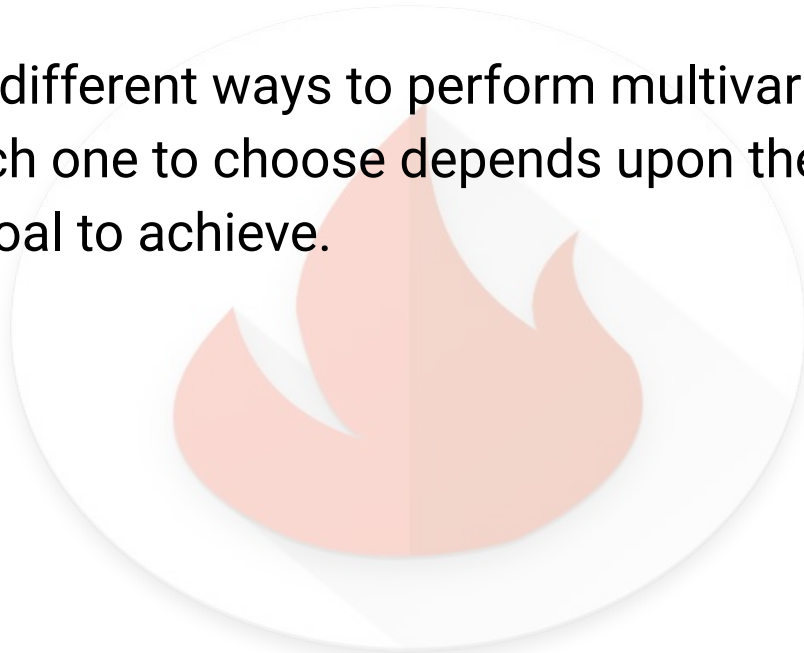 different ways to perform multivar
ch one to choose depends upon the
oal to achieve.